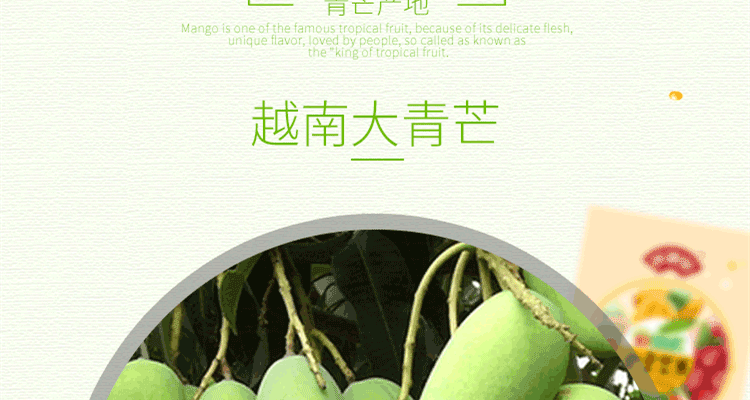 青芒产地
Mango is one of the famous tropical fruit, because of its delicate flesh,
unique flavor, loved by people, so called as known as
the "king of tropical fruit.
越南大青芒